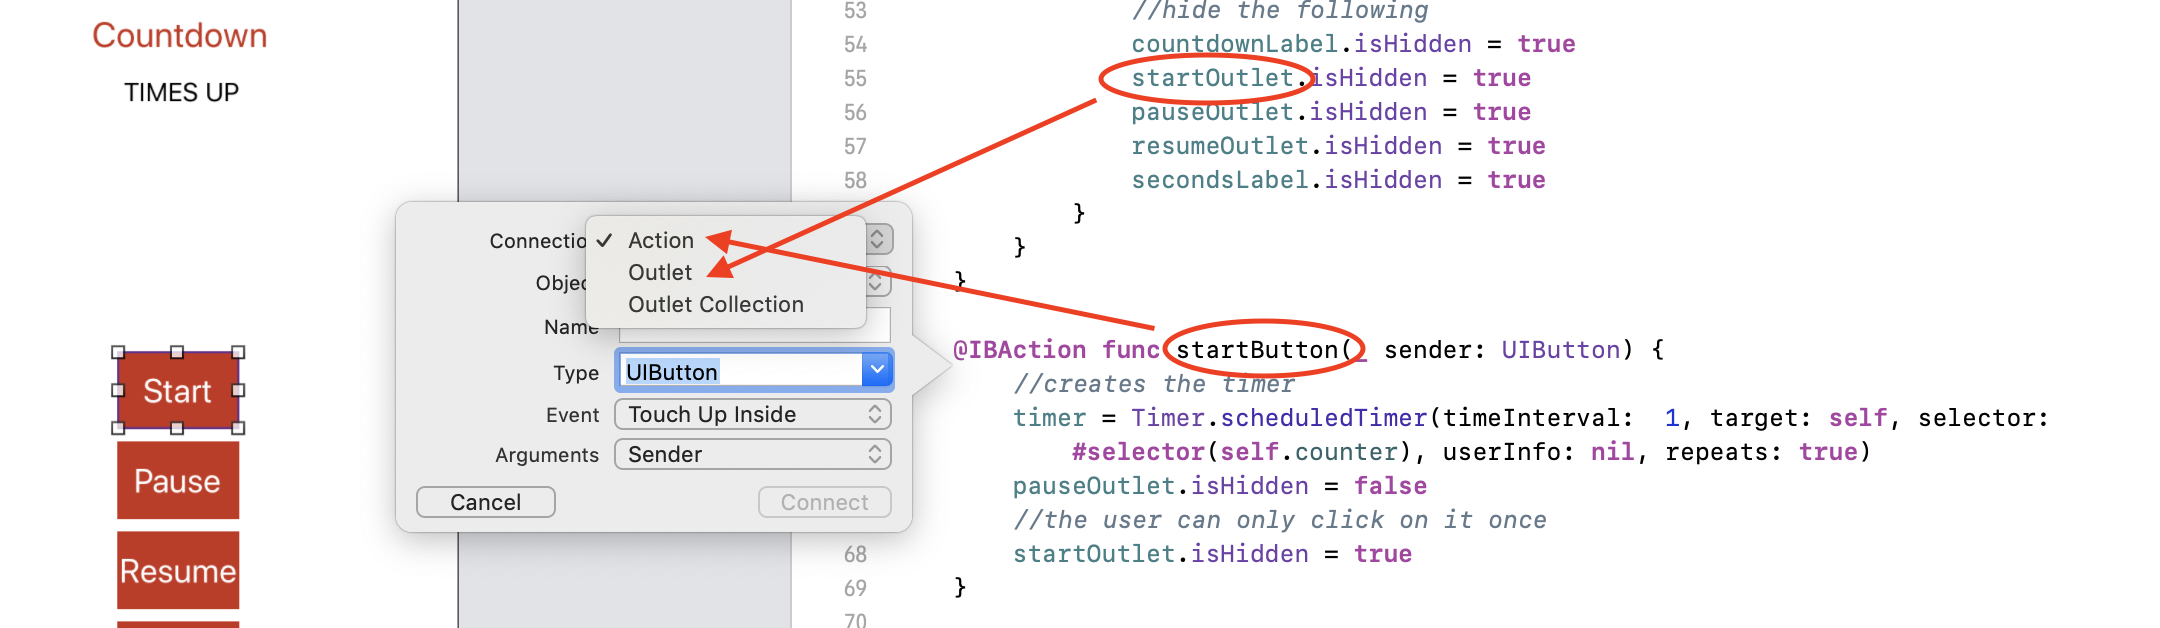 Countdown
TIMES UP
Start
Pause
Resume
Connectio
✓ Action
Outlet
Outlet Collection
Objec
Name
Type UIButton
Event Touch Up Inside
Arguments Sender
Cancel Connect
53 //hide the following
54 countdownLabel.isHidden = true
55 startOutlet.isHidden = true
56 pauseOutlet.isHidden = true
57 resumeOutlet.isHidden = true
58 secondsLabel.isHidden = true
}
}
}
@IBAction func startButton(_ sender: UIButton) {
//creates the timer
timer = Timer.scheduledTimer(timeInterval: 1, target: self, selector:
#selector(self.counter), userInfo: nil, repeats: true)
pauseOutlet.isHidden = false
//the user can only click on it once
68 startOutlet.isHidden = true
69 }
70